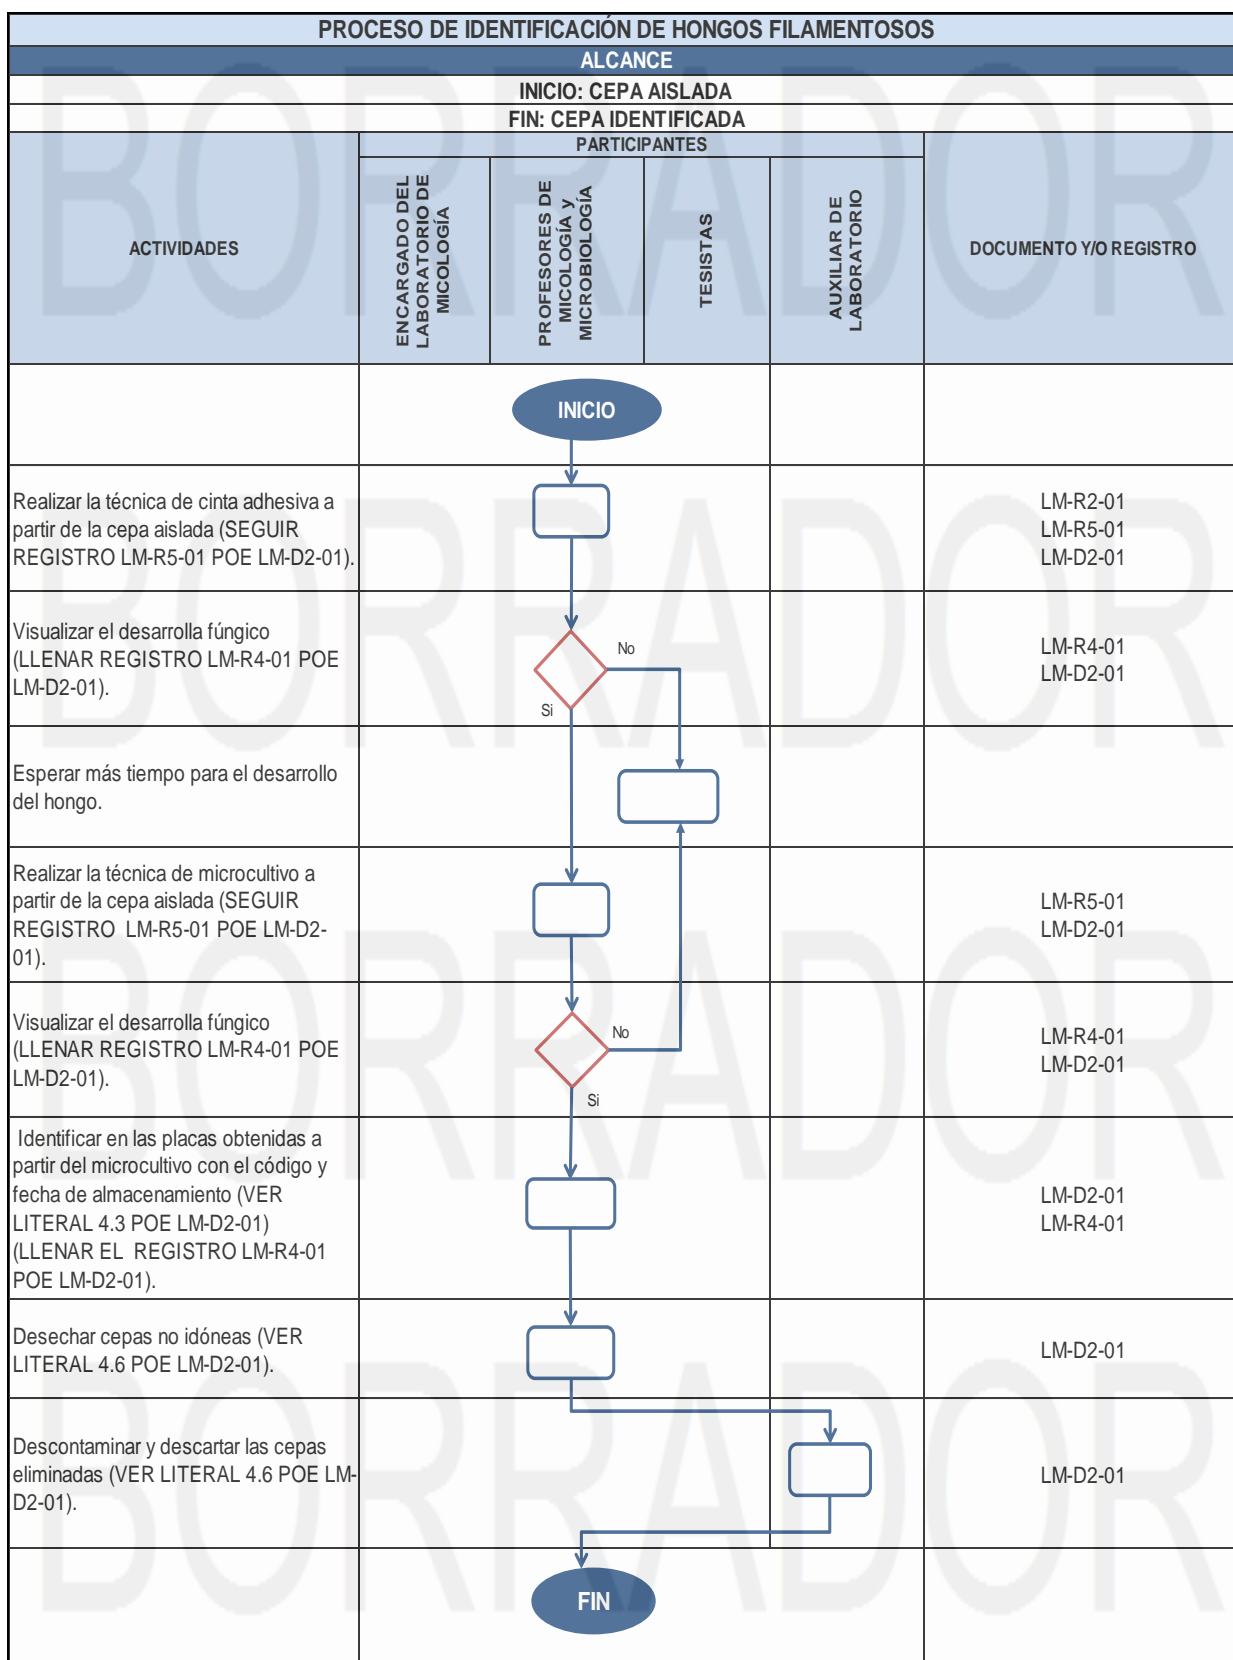 PROCESO DE IDENTIFICACIÓN DE HONGOS FILAMENTOSOS
ALCANCE
INICIO: CEPA AISLADA
FIN: CEPA IDENTIFICADA
ACTIVIDADES
PARTICIPANTES
ENCARGADO DEL
LABORATORIO DE
MICOLOGÍA
PROFESORES DE
MICOLOGÍA y
MICROBIOLOGÍA
TESISTAS
AUXILIAR DE
LABORATORIO
DOCUMENTO Y/O REGISTRO
BORRADOR
INICIO
Realizar la técnica de cinta adhesiva a
partir de la cepa aislada (SEGUIR
REGISTRO LM-R5-01 POE LM-D2-01).
LM-R2-01
LM-R5-01
LM-D2-01
BORRADOR
Visualizar el desarrolla fúngico
(LLENAR REGISTRO LM-R4-01 POE
LM-D2-01).
No
Si
LM-R4-01
LM-D2-01
Esperar más tiempo para el desarrollo
del hongo.
Realizar la técnica de microcultivo a
partir de la cepa aislada (SEGUIR
REGISTRO  LM-R5-01 POE LM-D2-
01).
LM-R5-01
LM-D2-01
BORRADOR
Visualizar el desarrolla fúngico
(LLENAR REGISTRO LM-R4-01 POE
LM-D2-01).
No
Si
LM-R4-01
LM-D2-01
Identificar en las placas obtenidas a
partir del microcultivo con el código y
fecha de almacenamiento (VER
LITERAL 4.3 POE LM-D2-01)
(LLENAR EL  REGISTRO LM-R4-01
POE LM-D2-01).
LM-D2-01
LM-R4-01
Desechar cepas no idóneas (VER
LITERAL 4.6 POE LM-D2-01).
LM-D2-01
BORRADOR
Descontaminar y descartar las cepas
eliminadas (VER LITERAL 4.6 POE LM-
D2-01).
LM-D2-01
FIN